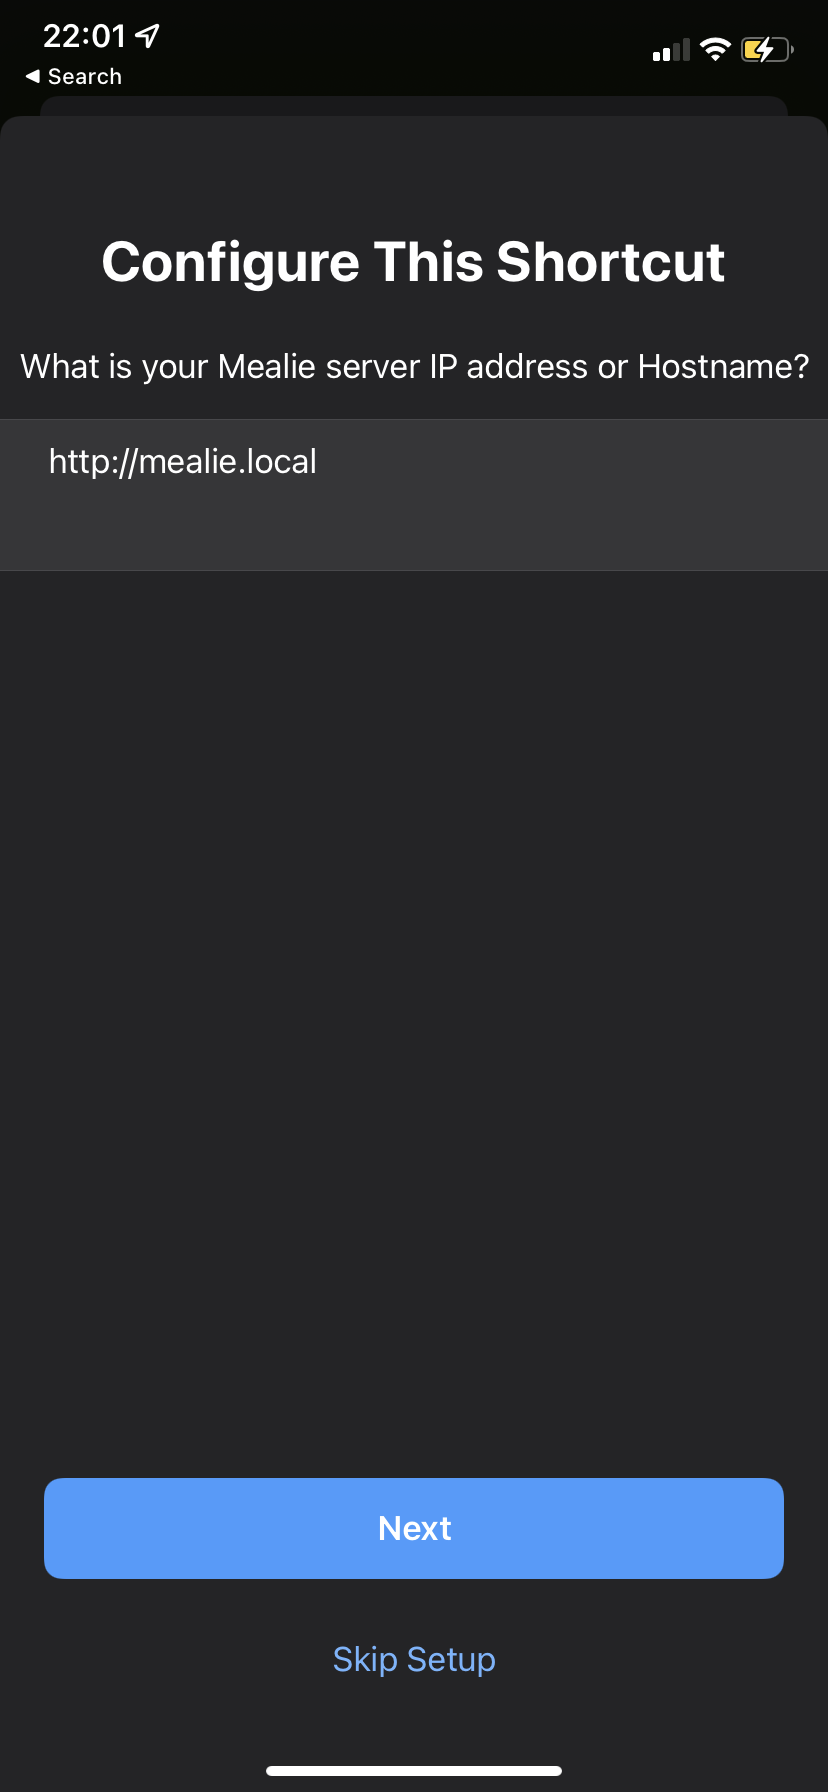 22:01
Search
Configure This Shortcut
What is your Mealie server IP address or Hostname?
http://mealie.local
Next
Skip Setup